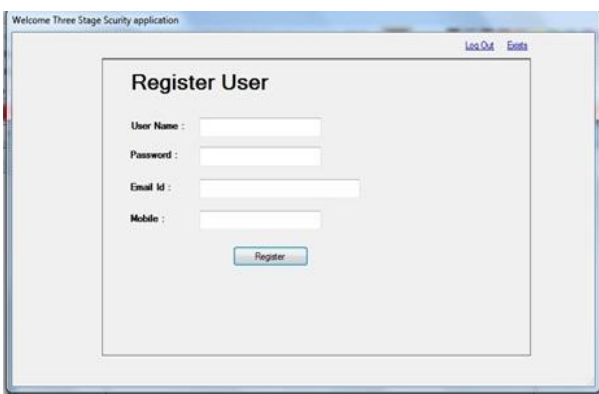 Welcome Three Stage Scurity application
Log Out Exists
Register User
User Name :
Password :
Email Id :
Mobile :
Register